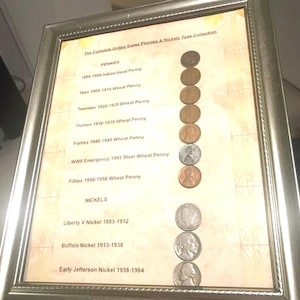 The Complete United States Pennies & Nickels Type Collection
PENNIES
1880-1909 Indian Head Penny
Teen 1909-1919 Wheat Penny
Twenties 1920-1929 Wheat Penny
Thirties 1930-1939 Wheat Penny
Forties 1940-1949 Wheat Penny
WWII Emergency 1943 Steel Wheat Penny
Fifties 1950-1958 Wheat Penny
NICKELS
Liberty V Nickel 1883-1912
Buffalo Nickel 1913-1938
Early Jefferson Nickel 1938-1964